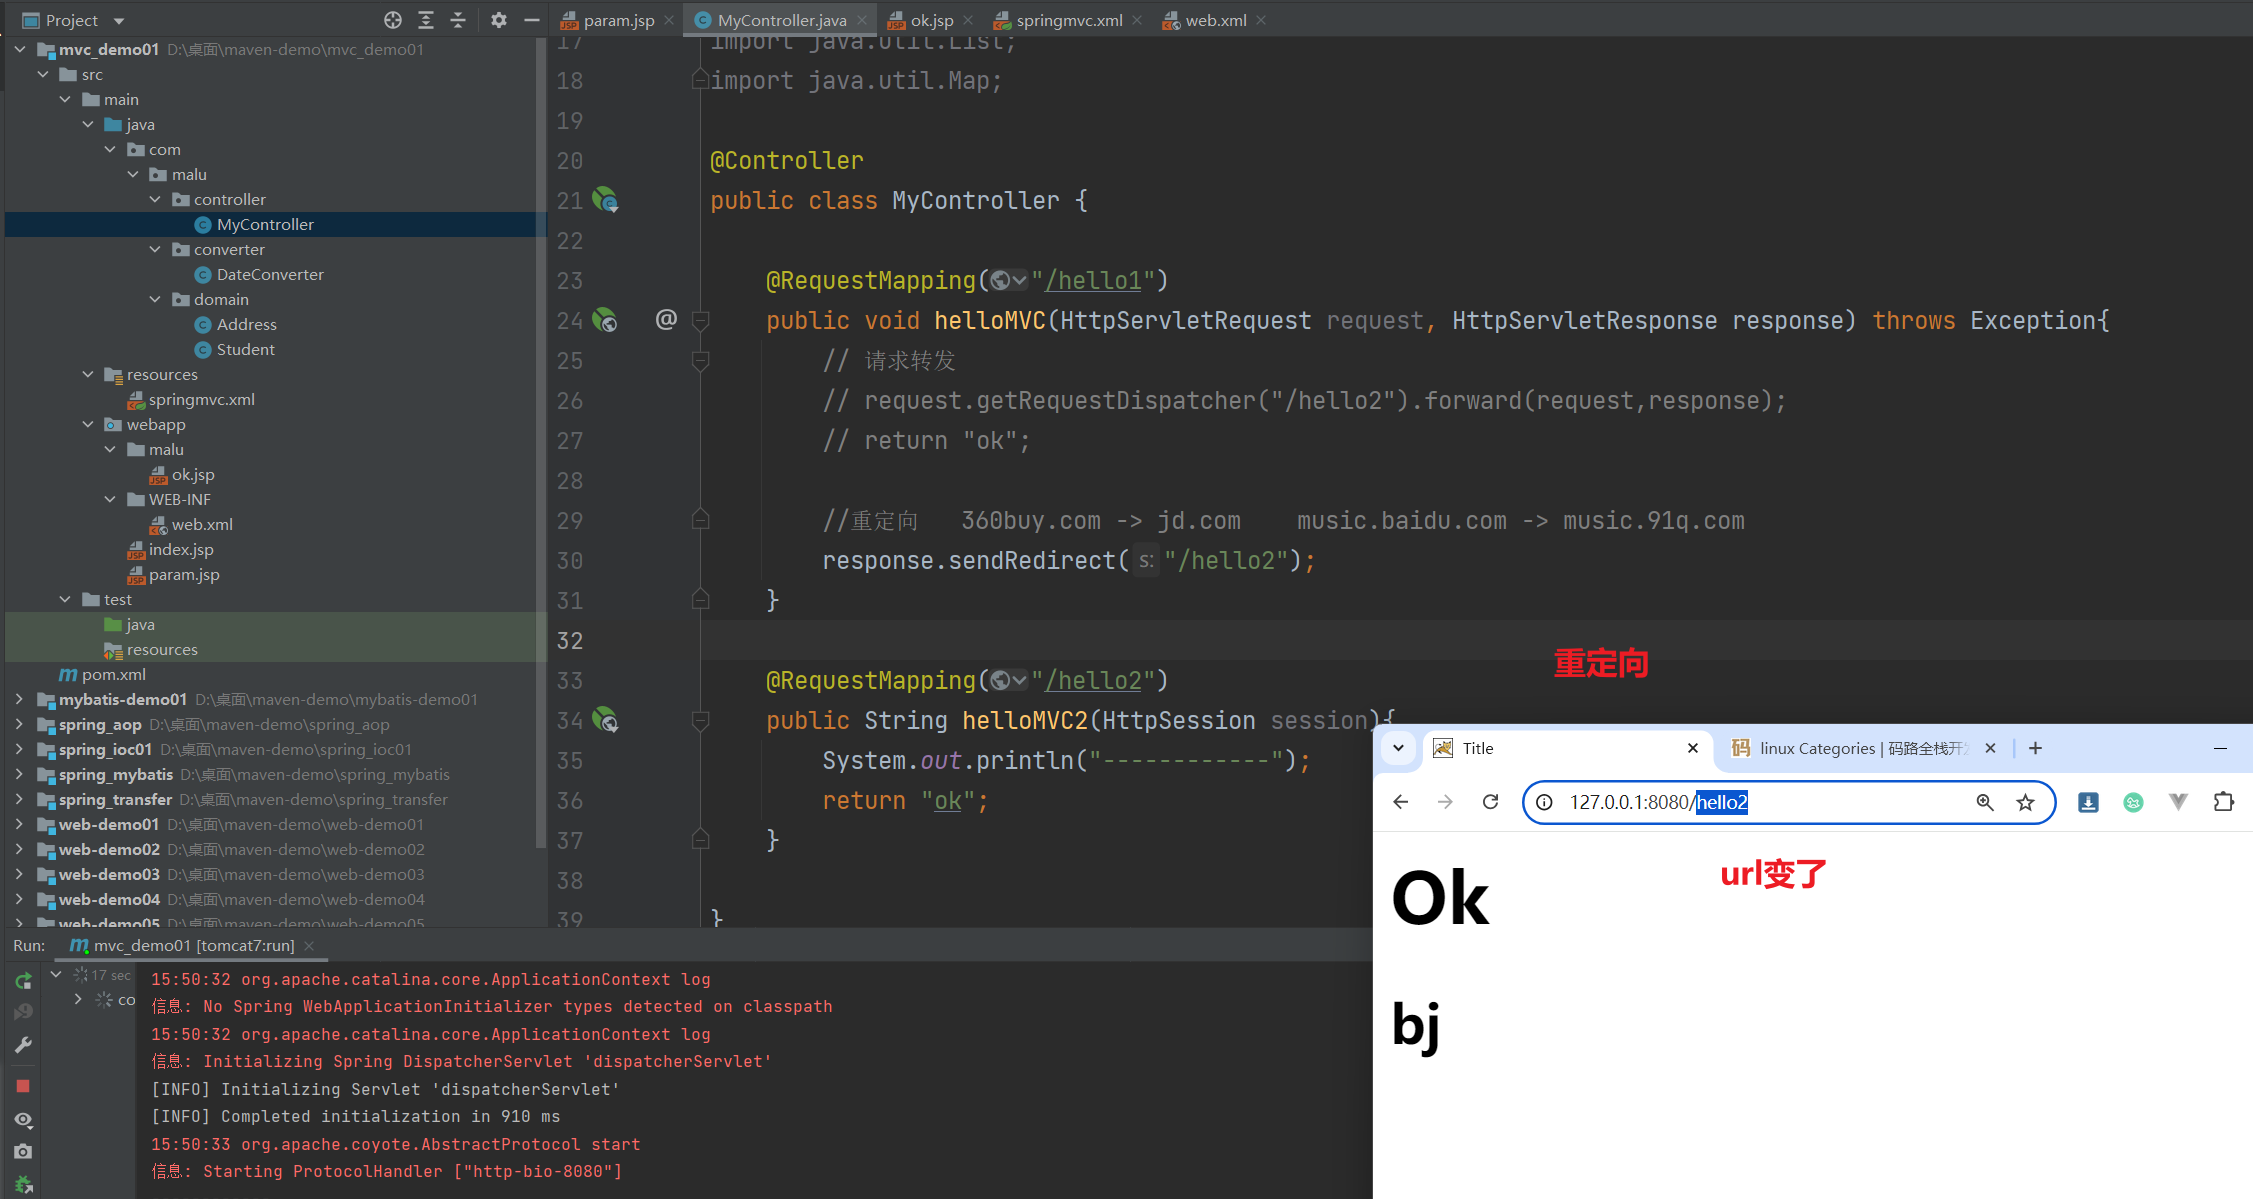 Project
param.jsp
MyController.java
ok.jsp
springmvc.xml
web.xml
mvc_demo01 D:\桌面\maven-demo\mvc_demo01
src
main
java
com
malu
controller
MyController
converter
DateConverter
domain
Address
Student
resources
springmvc.xml
webapp
malu
ok.jsp
WEB-INF
web.xml
index.jsp
param.jsp
test
java
resources
pom.xml
mybatis-demo01 D:\桌面\maven-demo\mybatis-demo01
spring_aop D:\桌面\maven-demo\spring_aop
spring_ioc01 D:\桌面\maven-demo\spring_ioc01
spring_mybatis D:\桌面\maven-demo\spring_mybatis
spring_transfer D:\桌面\maven-demo\spring_transfer
web-demo01 D:\桌面\maven-demo\web-demo01
web-demo02 D:\桌面\maven-demo\web-demo02
web-demo03 D:\桌面\maven-demo\web-demo03
web-demo04 D:\桌面\maven-demo\web-demo04
web-demo05 D:\桌面\maven-demo\web-demo05
17 import java.util.List;
18 import java.util.Map;
19
20 @Controller
21 public class MyController {
22
23 @RequestMapping("/hello1")
24 @ public void helloMVC(HttpServletRequest request, HttpServletResponse response) throws Exception{
25 // 请求转发
26 // request.getRequestDispatcher("/hello2").forward(request,response);
27 // return "ok";
28
29 //重定向 360buy.com -> jd.com music.baidu.com -> music.91q.com
30 response.sendRedirect( s: "/hello2");
31 }
32
重定向
33 @RequestMapping("/hello2")
34 public String helloMVC2(HttpSession session){
35 System.out.println("------------");
36 return "ok";
37 }
38
39 }
Title
码 linux Categories | 码路全栈开发
127.0.0.1:8080/hello2
url变了
Ok
bj
Run: mvc_demo01 [tomcat7:run]
17 sec
co
15:50:32 org.apache.catalina.core.ApplicationContext log
信息: No Spring WebApplicationInitializer types detected on classpath
15:50:32 org.apache.catalina.core.ApplicationContext log
信息: Initializing Spring DispatcherServlet 'dispatcherServlet'
[INFO] Initializing Servlet 'dispatcherServlet'
[INFO] Completed initialization in 910 ms
15:50:33 org.apache.coyote.AbstractProtocol start
信息: Starting ProtocolHandler ["http-bio-8080"]